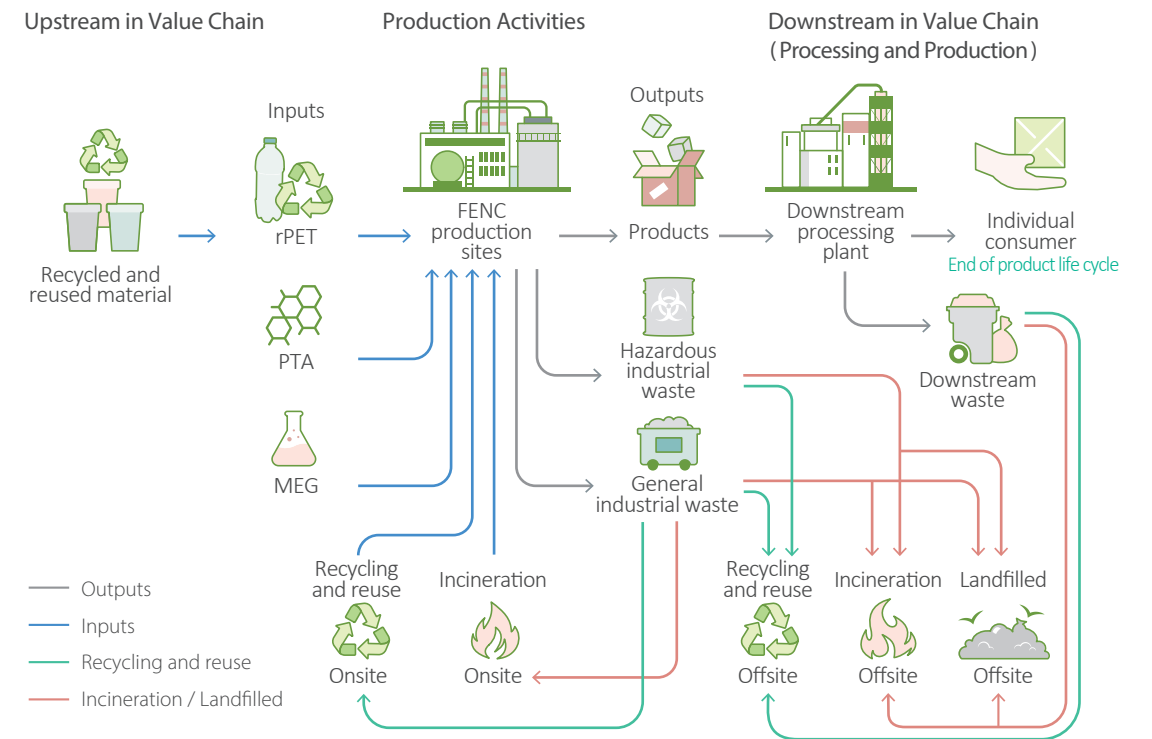 Upstream in Value Chain
Production Activities
Downstream in Value Chain
( Processing and Production )
Inputs
Outputs
Recycled and
reused material
rPET
FENC
production
sites
Products
Downstream
processing
plant
Individual
consumer
End of product life cycle
PTA
Hazardous
industrial
waste
Downstream
waste
MEG
General
industrial waste
Recycling
and reuse
Onsite
Incineration
Onsite
Recycling
and reuse
Offsite
Incineration
Offsite
Landfilled
Offsite
Outputs
Inputs
Recycling and reuse
Incineration / Landfilled